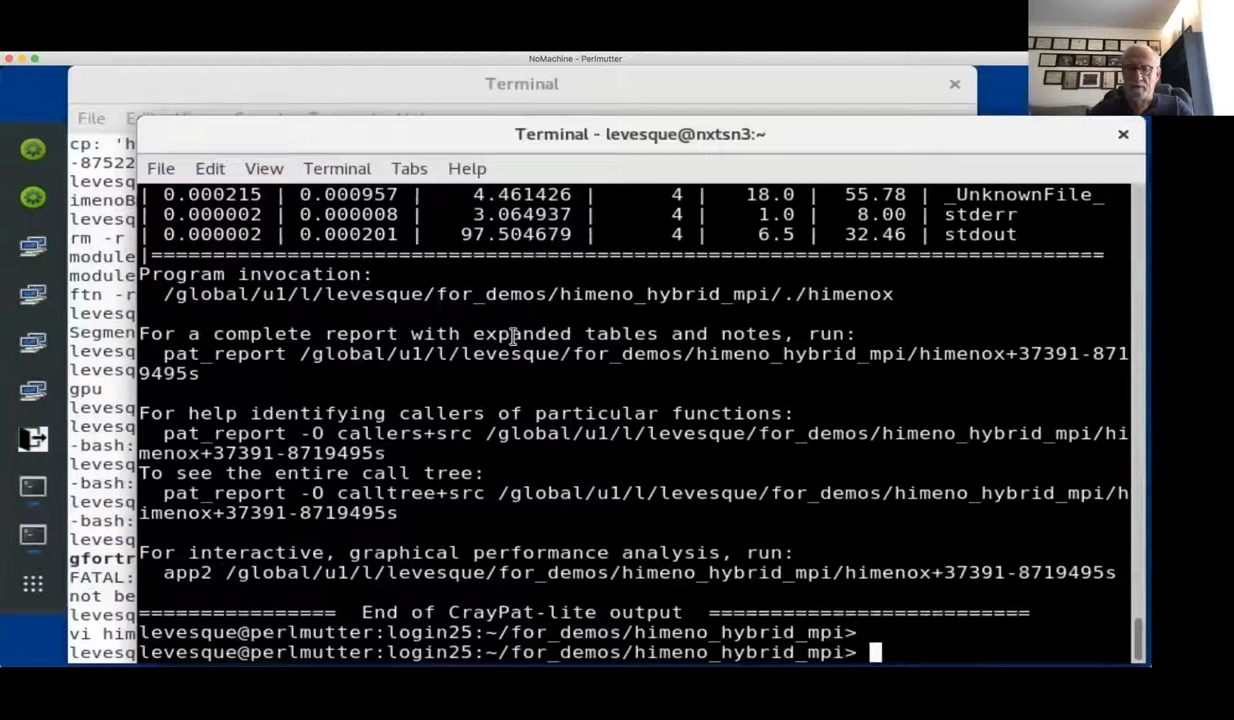 NoMachine - Perlmutter
Terminal
File
cp: 'h
-87522
levesq
imenoB
levesq
rm -r
module
module
ftn -r
levesq
Segmen
levesq
gpu
levesq
levesq
-bash:
levesq
-bash:
levesq
-bash:
levesq
gfortr
FATAL:
not be
levesq
vi him
levesq
Terminal - levesque@nxtsn3:~
File Edit View Terminal Tabs Help
| 0.000215 | 0.000957 | 4.461426 | 4 | 18.0 | 55.78 | _UnknownFile_
| 0.000002 | 0.000008 | 3.064937 | 4 | 1.0 | 8.00 | stderr
| 0.000002 | 0.000201 | 97.504679 | 4 | 6.5 | 32.46 | stdout
|=============================================================================
Program invocation:
/global/u1/l/levesque/for_demos/himeno_hybrid_mpi/./himenox
For a complete report with expanded tables and notes, run:
pat_report /global/u1/l/levesque/for_demos/himeno_hybrid_mpi/himenox+37391-871
9495s
For help identifying callers of particular functions:
pat_report -O callers+src /global/u1/l/levesque/for_demos/himeno_hybrid_mpi/hi
menox+37391-8719495s
To see the entire call tree:
pat_report -O calltree+src /global/u1/l/levesque/for_demos/himeno_hybrid_mpi/h
imenox+37391-8719495s
For interactive, graphical performance analysis, run:
app2 /global/u1/l/levesque/for_demos/himeno_hybrid_mpi/himenox+37391-8719495s
================ End of CrayPat-lite output ==========================
levesque@perlmutter:login25:~/for_demos/himeno_hybrid_mpi>
levesque@perlmutter:login25:~/for_demos/himeno_hybrid_mpi>